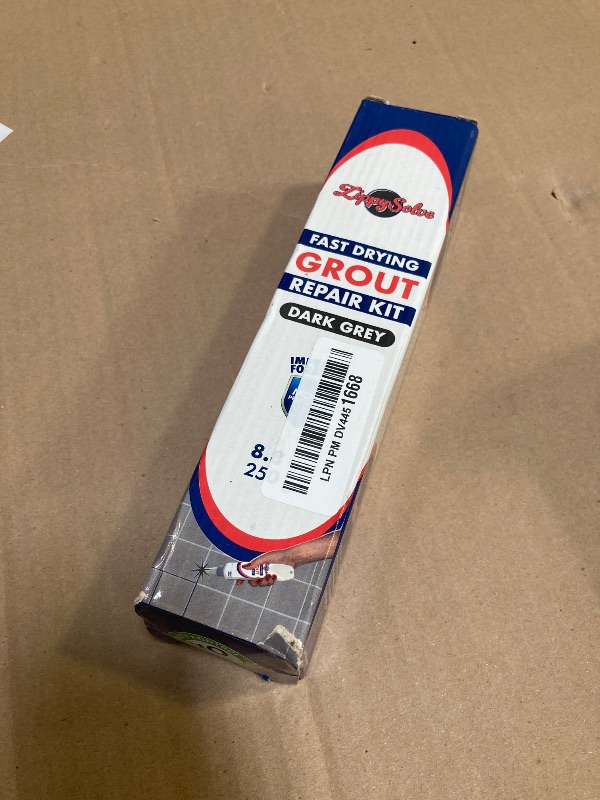 ZippySolve
FAST DRYING
GROUT
REPAIR KIT
DARK GREY
LPN PM DV445 1668